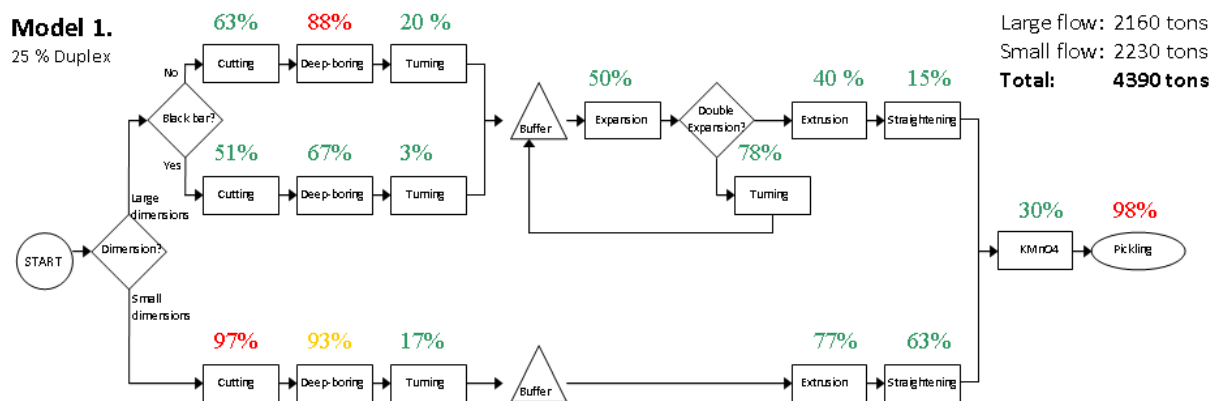 Model 1.
25 % Duplex
Large flow: 2160 tons
Small flow: 2230 tons
Total: 4390 tons
63% 88% 20 %
Cutting Deep-boring Turning
No
Black bar?
Yes
50% 40 % 15%
Buffer Expansion Double Expansion? Extrusion Straightening
51% 67% 3% 78%
Cutting Deep-boring Turning Turning
Large
dimensions
30% 98%
START Dimension? KMnO4 Pickling
Small
dimensions
97% 93% 17% 77% 63%
Cutting Deep-boring Turning Buffer Extrusion Straightening